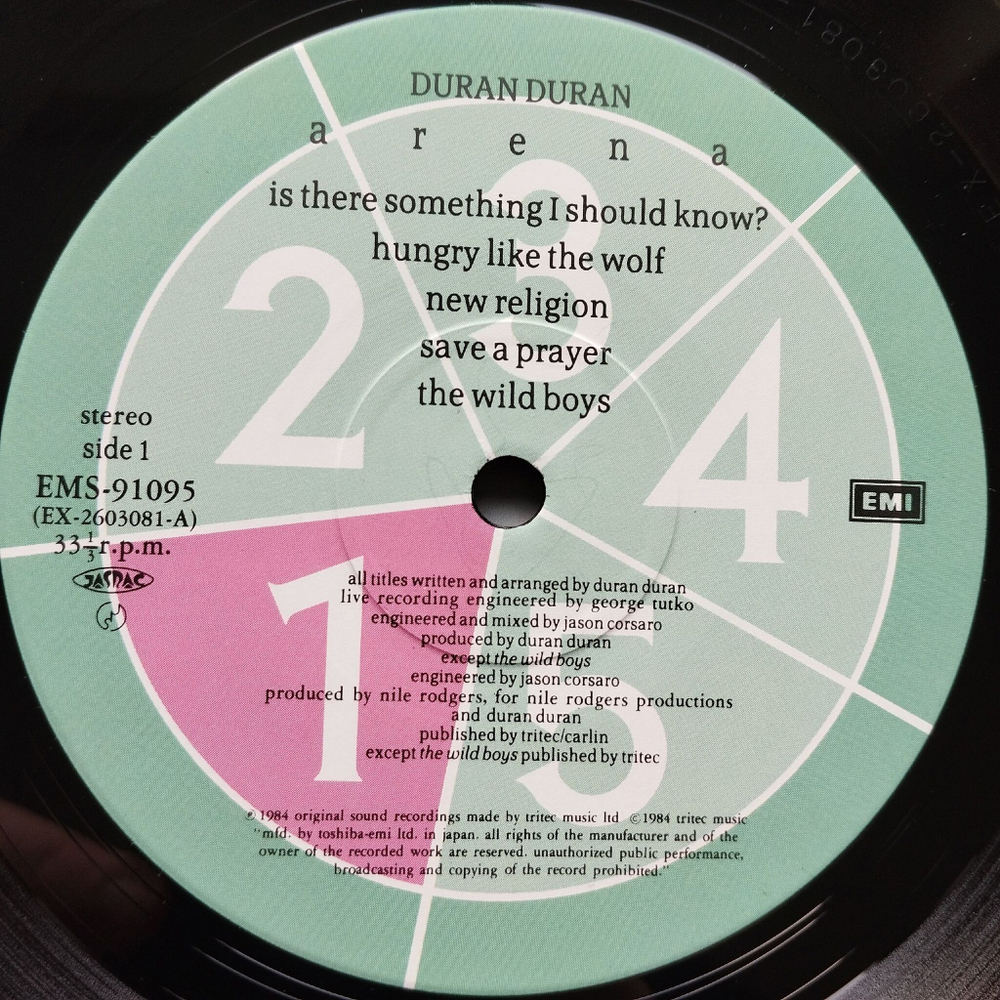 DURAN DURAN
a r e n a
is there something I should know?
hungry like the wolf
new religion
save a prayer
the wild boys
3
2
4
1
5
stereo
side 1
EMS-91095
(EX-2603081-A)
33 1/3 r.p.m.
JASRAC
EMI
all titles written and arranged by duran duran
live recording engineered by george tutko
engineered and mixed by jason corsaro
produced by duran duran
except the wild boys
engineered by jason corsaro
produced by nile rodgers, for nile rodgers productions
and duran duran
published by tritec/carlin
except the wild boys published by tritec
℗1984 original sound recordings made by tritec music ltd ©1984 tritec music
"mfd. by toshiba-emi ltd. in japan. all rights of the manufacturer and of the
owner of the recorded work are reserved. unauthorized public performance,
broadcasting and copying of the record prohibited."